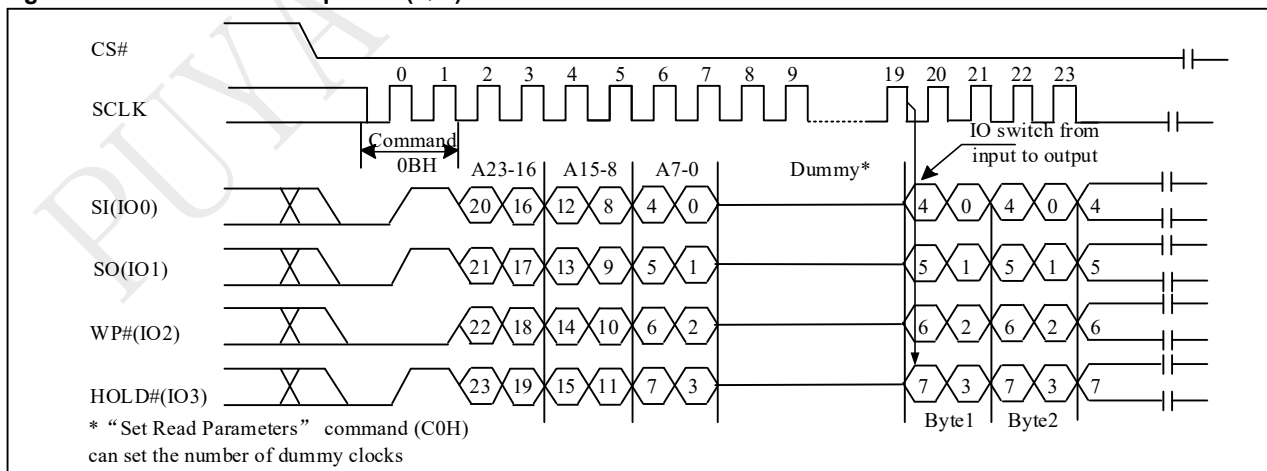 PUYA
CS#
0 1 2 3 4 5 6 7 8 9 19 20 21 22 23
SCLK
Command
0BH
IO switch from
input to output
A23-16 A15-8 A7-0 Dummy*
SI(IO0) 20 16 12 8 4 0 4 0 4 0 4
SO(IO1) 21 17 13 9 5 1 5 1 5 1 5
WP#(IO2) 22 18 14 10 6 2 6 2 6 2 6
HOLD#(IO3) 23 19 15 11 7 3 7 3 7 3 7
Byte1 Byte2
* “Set Read Parameters” command (C0H)
can set the number of dummy clocks